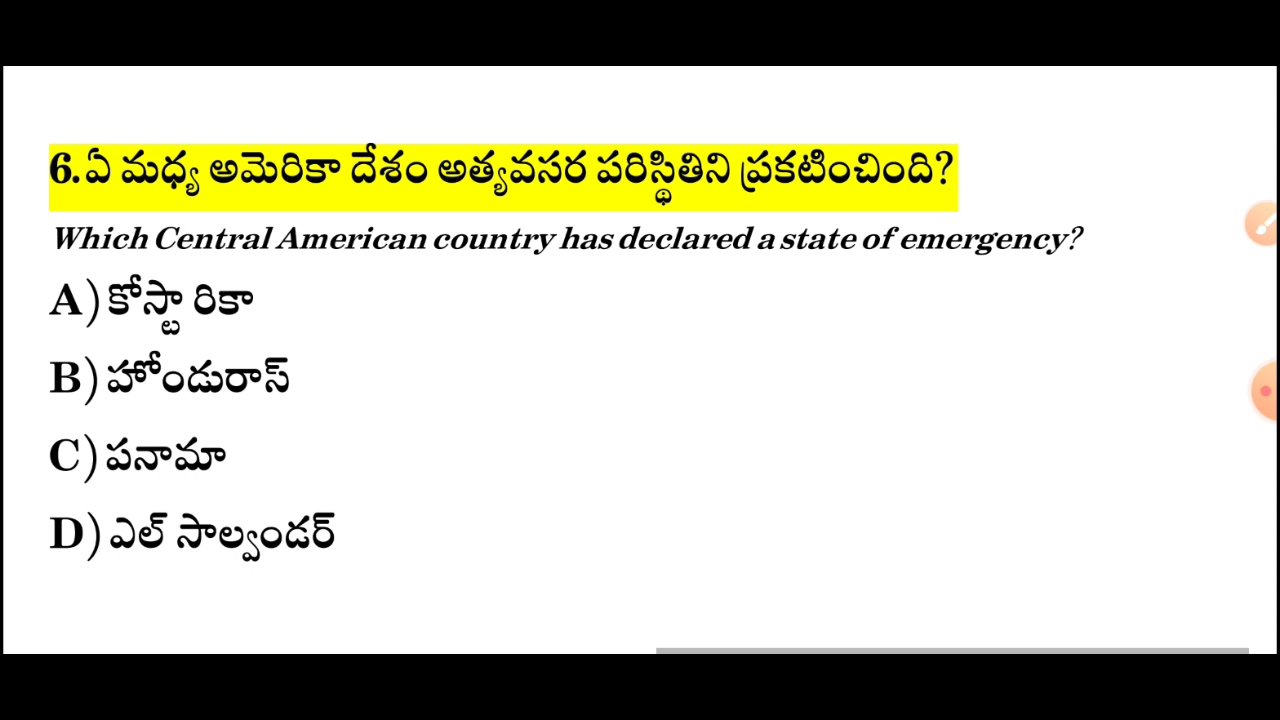 6.ఏ మధ్య అమెరికా దేశం అత్యవసర పరిస్థితిని ప్రకటించింది?
Which Central American country has declared a state of emergency?
A) కోస్టా రికా
B) హోండురాస్
C) పనామా
D) ఎల్ సాల్వండర్